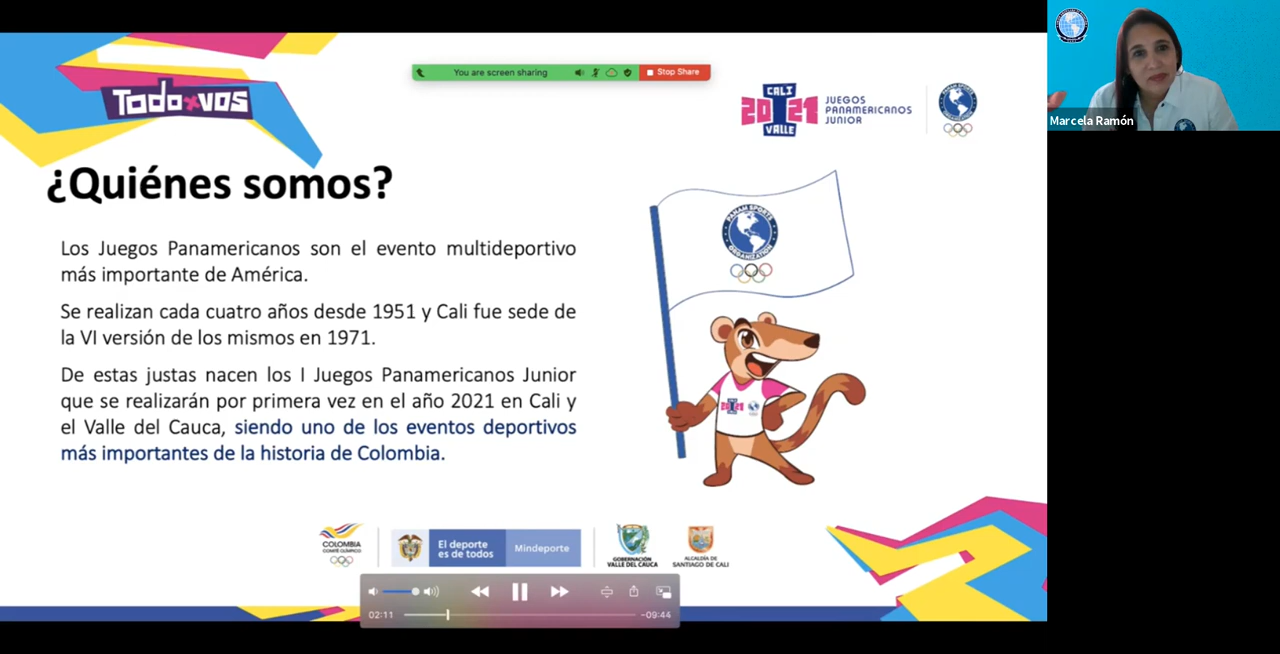 You are screen sharing
Stop Share
Marcela Ramón
Todo x vos
CALI
2021
VALLE
JUEGOS
PANAMERICANOS
JUNIOR
PANAM SPORTS
ORGANIZATION
¿Quiénes somos?
Los Juegos Panamericanos son el evento multideportivo
más importante de América.
Se realizan cada cuatro años desde 1951 y Cali fue sede de
la VI versión de los mismos en 1971.
De estas justas nacen los I Juegos Panamericanos Junior
que se realizarán por primera vez en el año 2021 en Cali y
el Valle del Cauca, siendo uno de los eventos deportivos
más importantes de la historia de Colombia.
PANAM SPORTS
ORGANIZATION
2021
COLOMBIA
COMITÉ OLÍMPICO
El deporte
es de todos
Mindeporte
GOBERNACIÓN
VALLE DEL CAUCA
ALCALDÍA DE
SANTIAGO DE CALI
02:11
-09:44